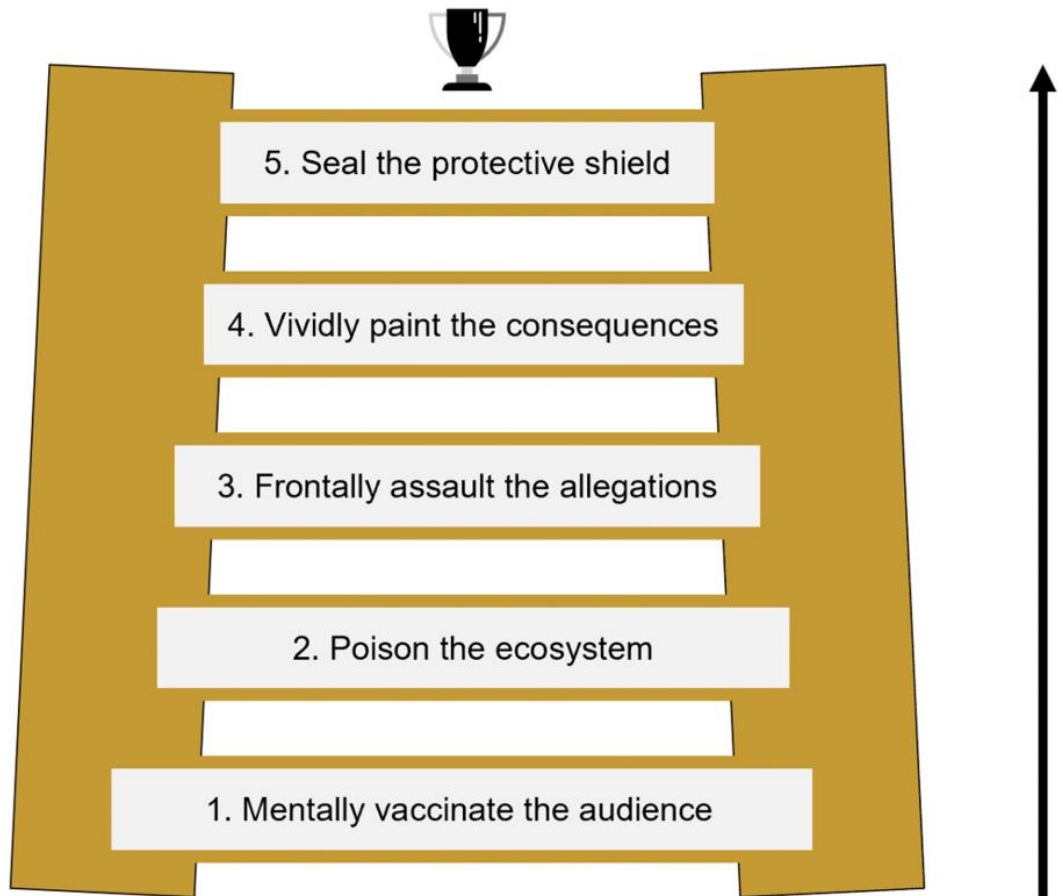 5. Seal the protective shield
4. Vividly paint the consequences
3. Frontally assault the allegations
2. Poison the ecosystem
1. Mentally vaccinate the audience